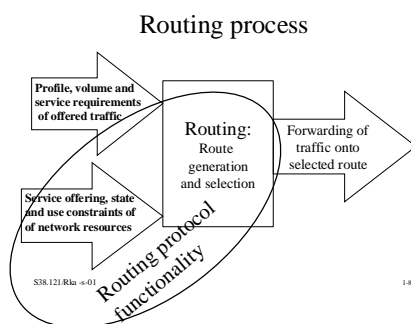 Routing process
Profile, volume and
service requirements
of offered traffic
Routing:
Route
generation
and selection
Forwarding of
traffic onto
selected route
Service offering, state
and use constraints of
of network resources
Routing protocol
functionality
S38.121/Rka -s-01
1-8